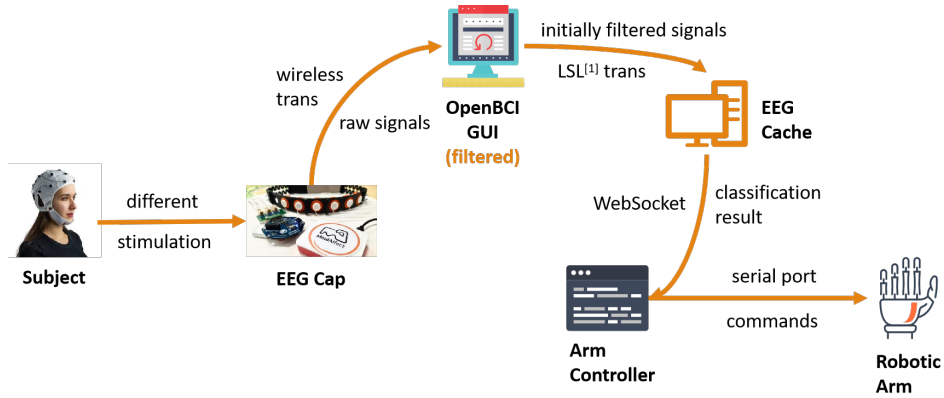 Subject
different
stimulation
EEG Cap
MindAffect
wireless
trans
raw signals
OpenBCI
GUI
(filtered)
initially filtered signals
LSL[1] trans
EEG
Cache
WebSocket
classification
result
Arm
Controller
serial port
commands
Robotic
Arm